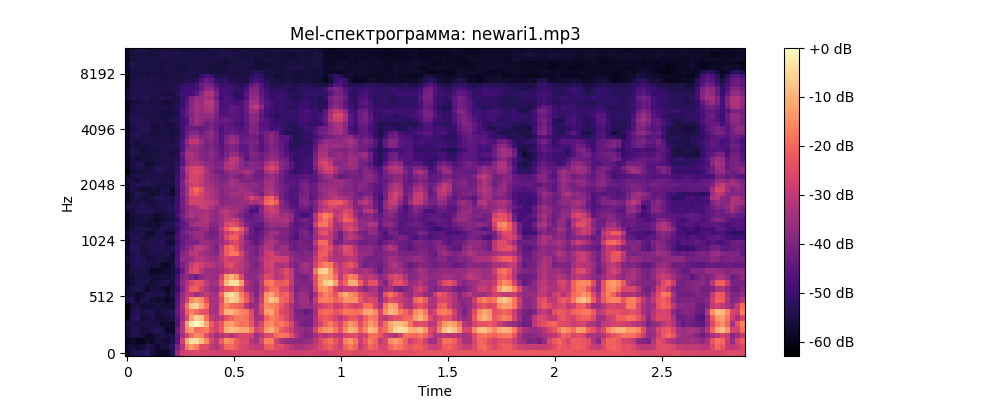 Mel-спектрограмма: newari1.mp3
+0 dB
8192
-10 dB
4096
-20 dB
2048
-30 dB
Hz
1024
-40 dB
512
-50 dB
0
-60 dB
0 0.5 1 1.5 2 2.5
Time